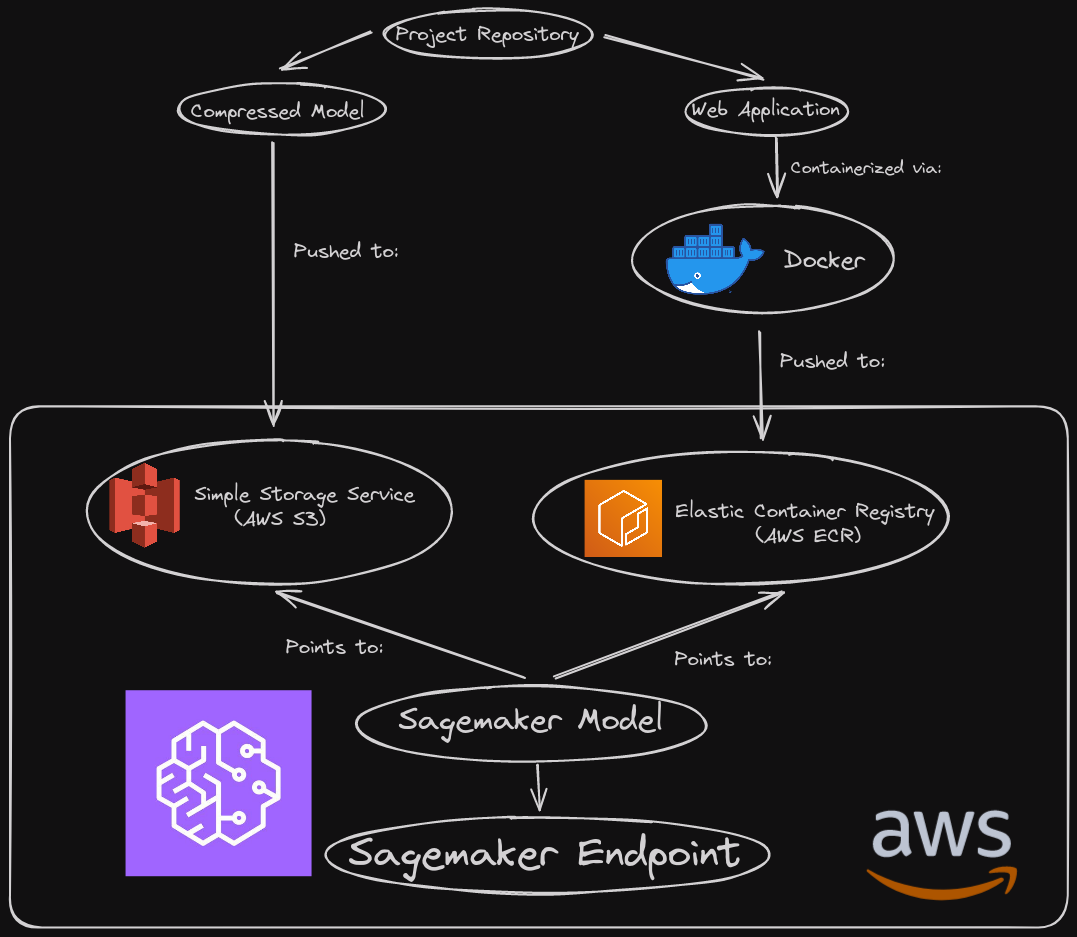 Project Repository
Compressed Model
Web Application
Containerized via:
Pushed to:
Docker
Pushed to:
Simple Storage Service
(AWS S3)
Elastic Container Registry
(AWS ECR)
Points to:
Points to:
Sagemaker Model
Sagemaker Endpoint
aws